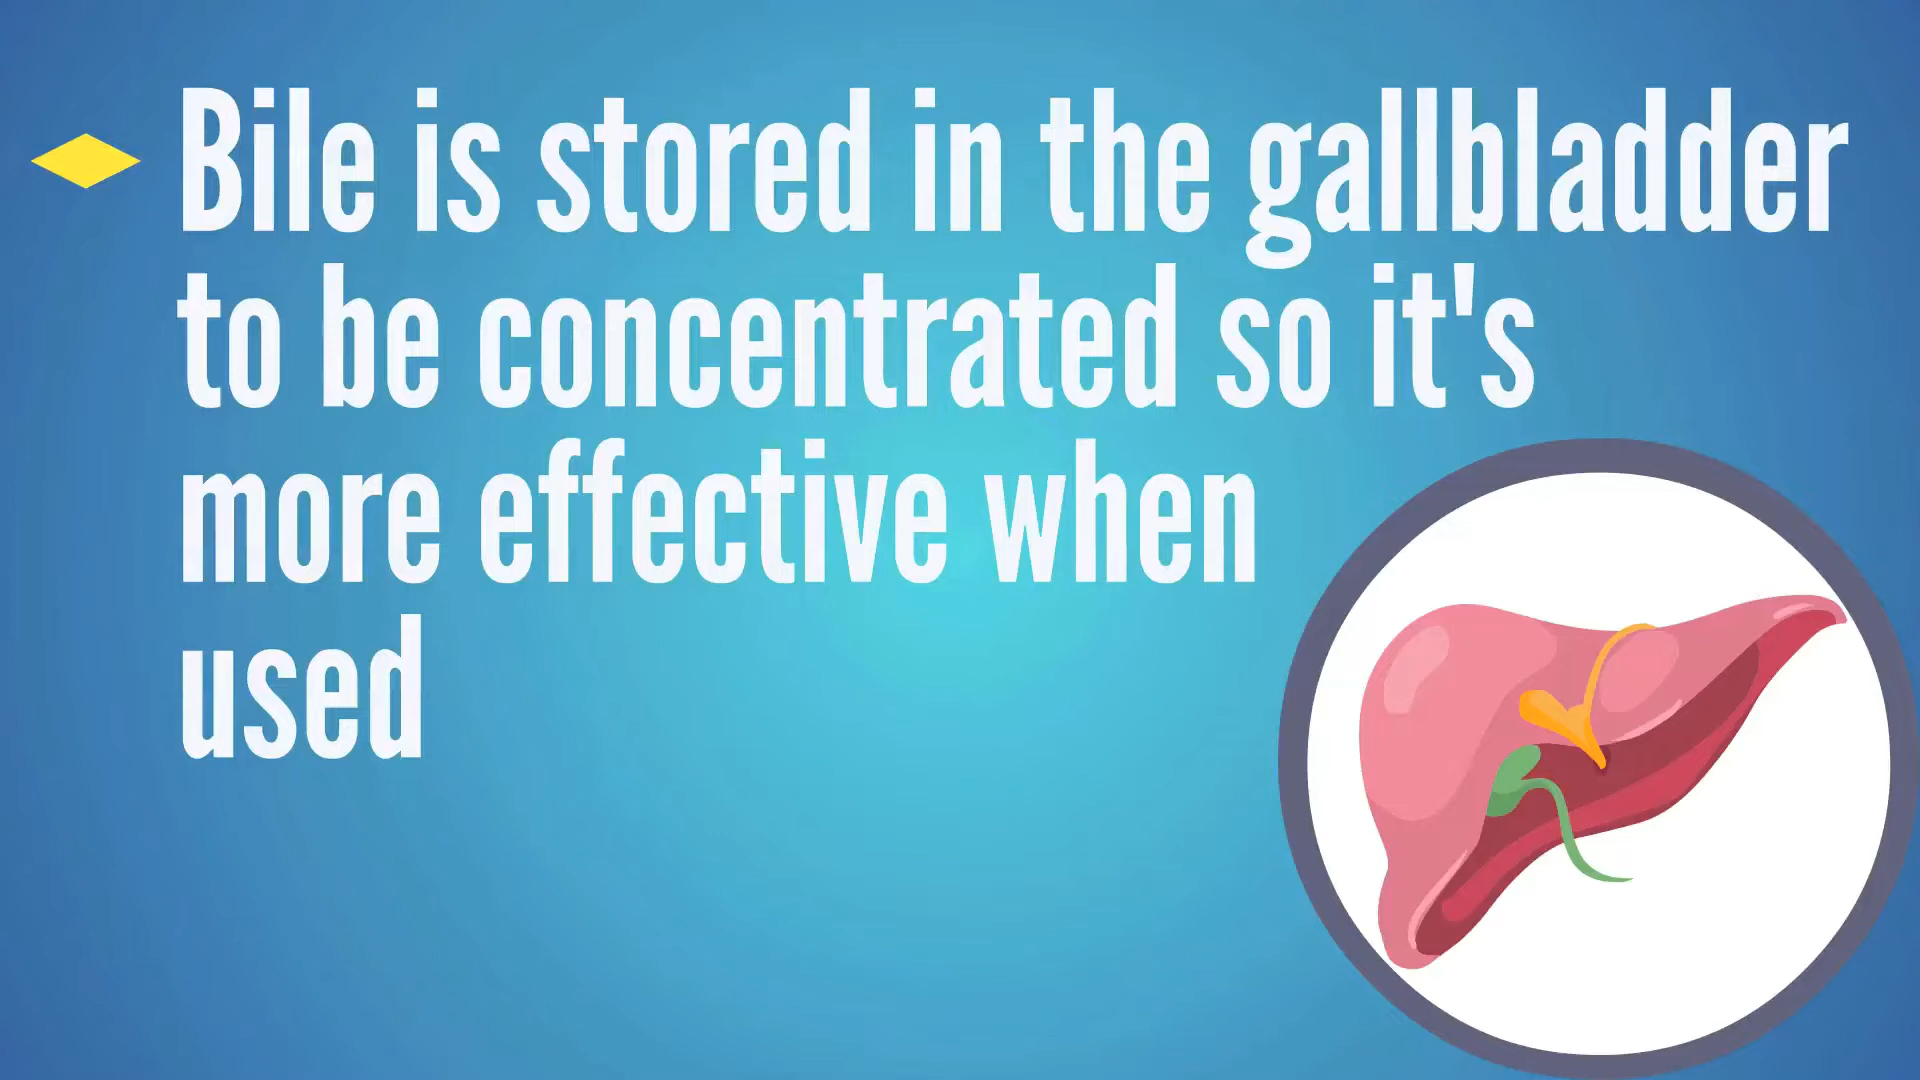 Bile is stored in the gallbladder
to be concentrated so it's
more effective when
used